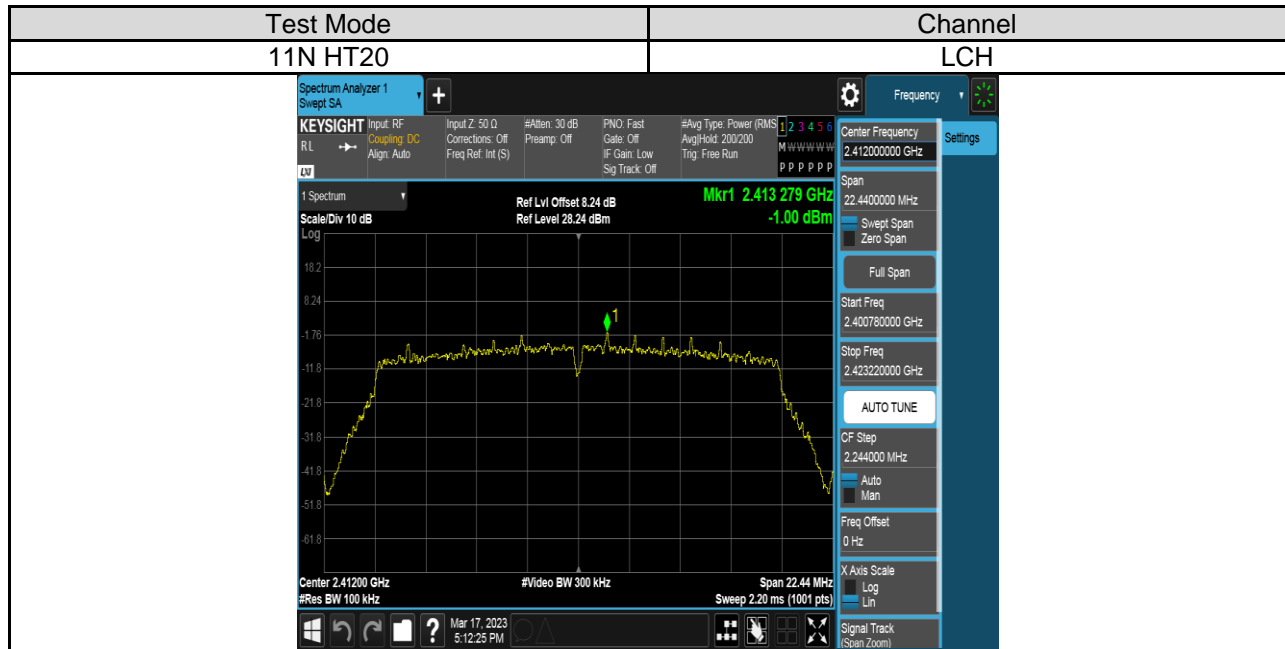 Test Mode Channel
11N HT20 LCH
Spectrum Analyzer 1
Swept SA
+
Frequency
KEYSIGHT
RL
LXI
Input: RF
Coupling: DC
Align: Auto
Input Z: 50 Ω
Corrections: Off
Freq Ref: Int (S)
#Atten: 30 dB
Preamp: Off
PNO: Fast
Gate: Off
IF Gain: Low
Sig Track: Off
#Avg Type: Power (RMS
Avg|Hold: 200/200
Trig: Free Run
1 2 3 4 5 6
M W W W W W
P P P P P P
1 Spectrum
Scale/Div 10 dB
Log
Ref Lvl Offset 8.24 dB
Ref Level 28.24 dBm
Mkr1 2.413 279 GHz
-1.00 dBm
18.2
8.24
-1.76
-11.8
-21.8
-31.8
-41.8
-51.8
-61.8
1
Center 2.41200 GHz
#Res BW 100 kHz
#Video BW 300 kHz
Span 22.44 MHz
Sweep 2.20 ms (1001 pts)
?
Mar 17, 2023
5:12:25 PM
Center Frequency
2.412000000 GHz
Settings
Span
22.4400000 MHz
Swept Span
Zero Span
Full Span
Start Freq
2.400780000 GHz
Stop Freq
2.423220000 GHz
AUTO TUNE
CF Step
2.244000 MHz
Auto
Man
Freq Offset
0 Hz
X Axis Scale
Log
Lin
Signal Track
(Span Zoom)